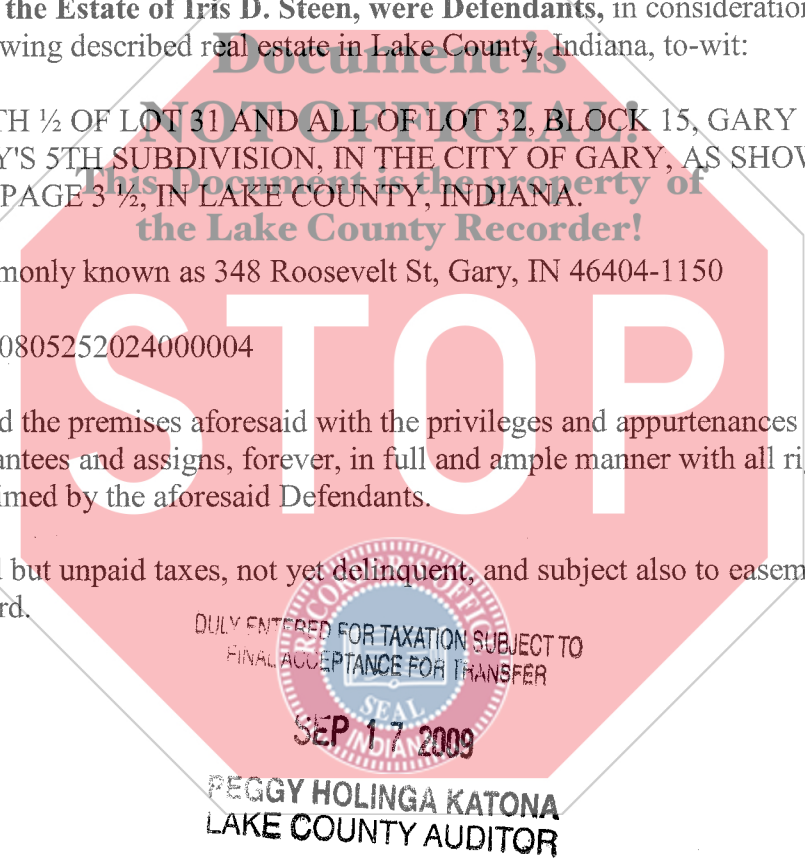 the Estate of Iris D. Steen, were Defendants, in consideration
wing described real estate in Lake County, Indiana, to-wit:
Document is
TH ½ OF LOT 31 AND ALL OF LOT 32, BLOCK 15, GARY
NOT OFFICIAL!
Y'S 5TH SUBDIVISION, IN THE CITY OF GARY, AS SHOW
This Document is the property of
PAGE 3 ½, IN LAKE COUNTY, INDIANA.
the Lake County Recorder!
monly known as 348 Roosevelt St, Gary, IN 46404-1150
0805252024000004
STOP
d the premises aforesaid with the privileges and appurtenances
antees and assigns, forever, in full and ample manner with all ri
imed by the aforesaid Defendants.
l but unpaid taxes, not yet delinquent, and subject also to easem
rd.
RECORDER'S OFFICE
DULY ENTERED FOR TAXATION SUBJECT TO
FINAL ACCEPTANCE FOR TRANSFER
SEAL
SEP 17 2009
INDIANA
PEGGY HOLINGA KATONA
LAKE COUNTY AUDITOR